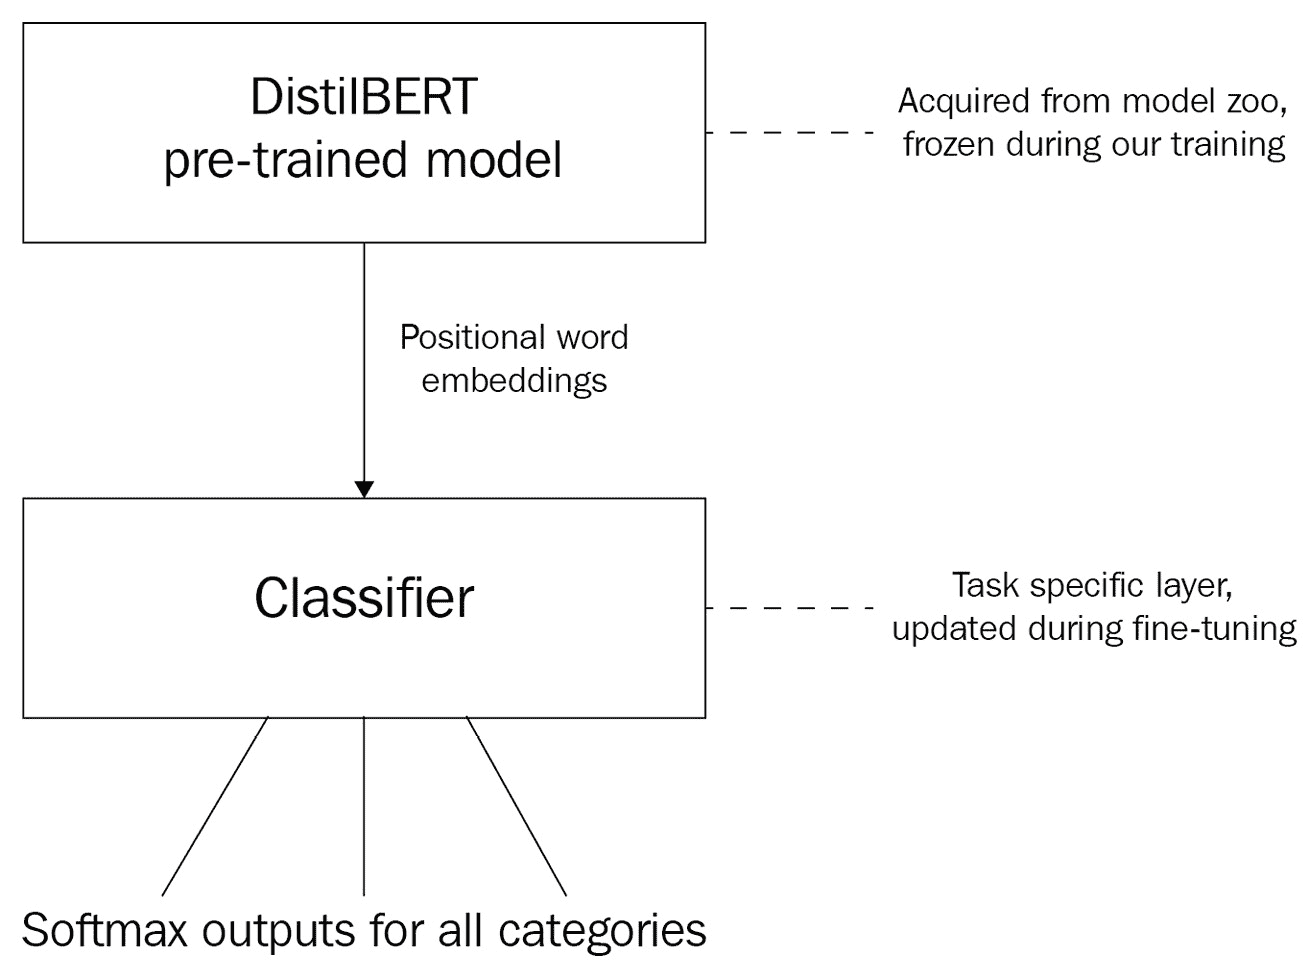 DistilBERT
pre-trained model
Acquired from model zoo,
frozen during our training
Positional word
embeddings
Classifier
Task specific layer,
updated during fine-tuning
Softmax outputs for all categories